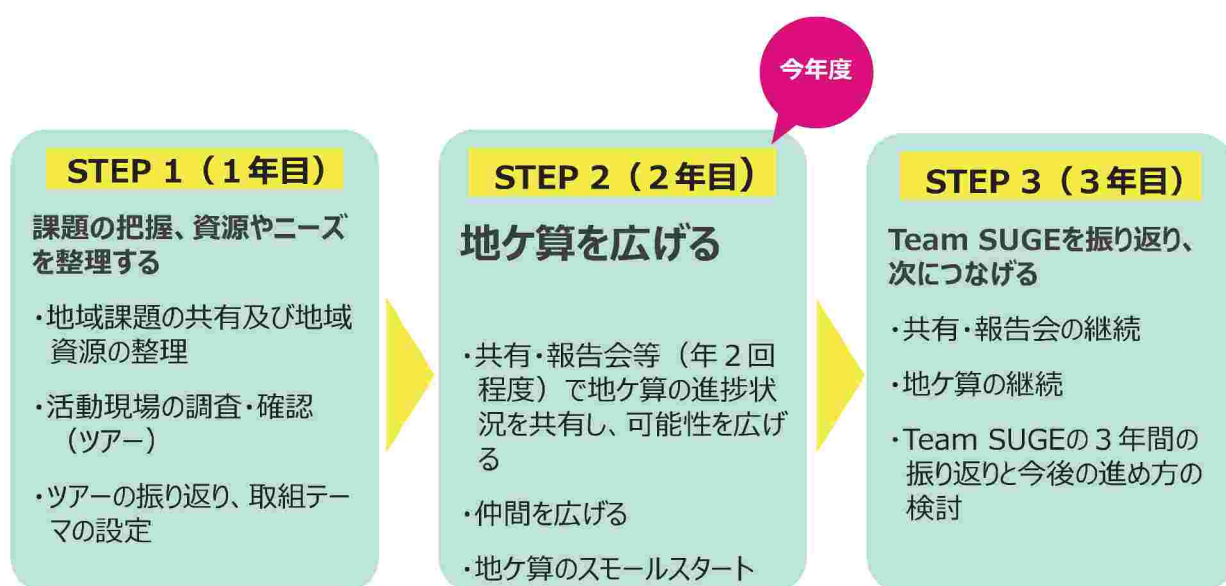 今年度
STEP 1（１年目）
課題の把握、資源やニーズ
を整理する
・地域課題の共有及び地域
資源の整理
・活動現場の調査・確認
（ツアー）
・ツアーの振り返り、取組テー
マの設定
STEP 2（２年目）
地ケ算を広げる
・共有・報告会等（年２回
程度）で地ケ算の進捗状
況を共有し、可能性を広げ
る
・仲間を広げる
・地ケ算のスモールスタート
STEP 3（３年目）
Team SUGEを振り返り、
次につなげる
・共有・報告会の継続
・地ケ算の継続
・Team SUGEの３年間の
振り返りと今後の進め方の
検討